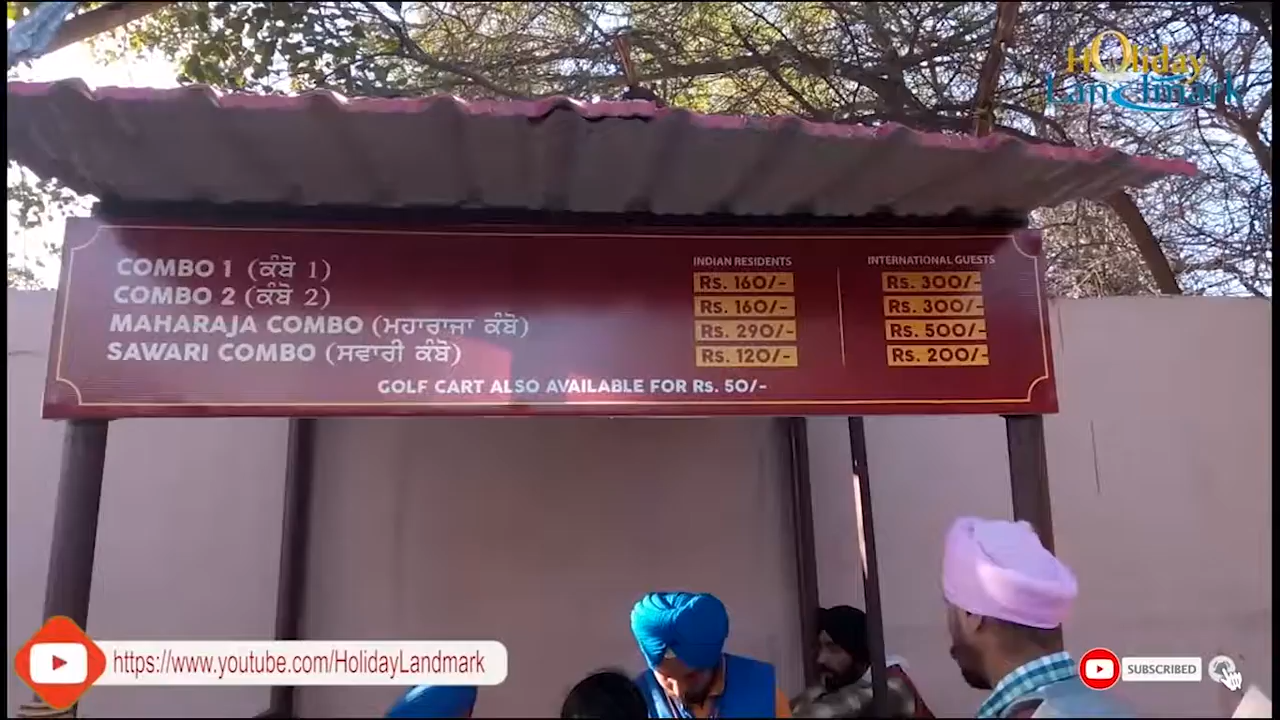 Holiday
Landmark
INDIAN RESIDENTS INTERNATIONAL GUESTS
COMBO 1 (ਕੰਬੋ 1) Rs. 160/- Rs. 300/-
COMBO 2 (ਕੰਬੋ 2) Rs. 160/- Rs. 300/-
MAHARAJA COMBO (ਮਹਾਰਾਜਾ ਕੰਬੋ) Rs. 290/- Rs. 500/-
SAWARI COMBO (ਸਵਾਰੀ ਕੰਬੋ) Rs. 120/- Rs. 200/-
GOLF CART ALSO AVAILABLE FOR Rs. 50/-
https://www.youtube.com/HolidayLandmark
SUBSCRIBED